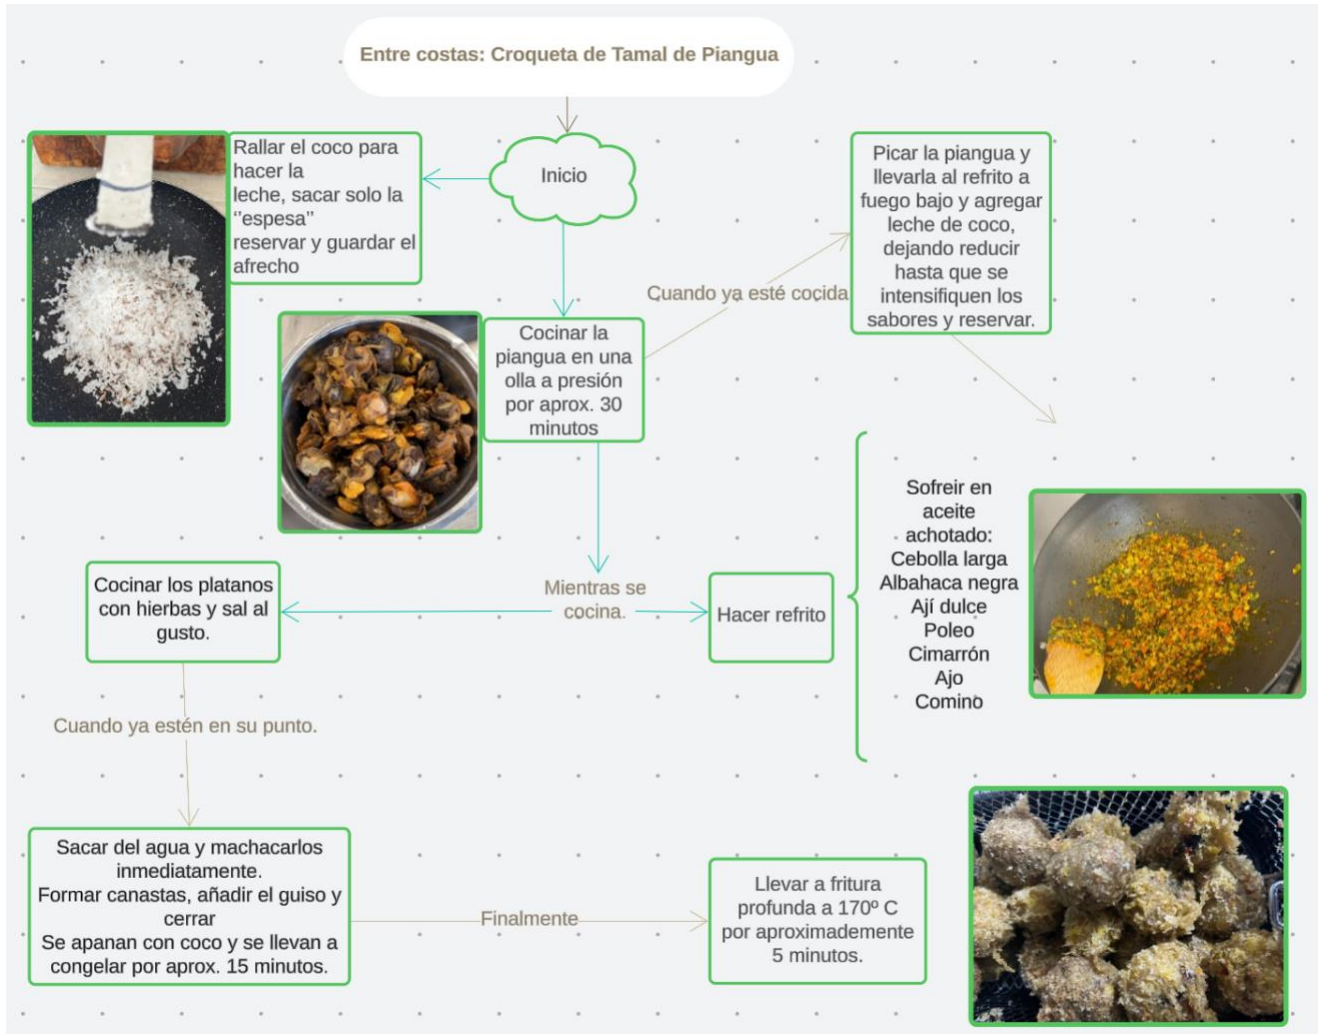 Entre costas: Croqueta de Tamal de Piangua
Inicio
Rallar el coco para
hacer la
leche, sacar solo la
‘’espesa’’
reservar y guardar el
afrecho
Cocinar la
piangua en una
olla a presión
por aprox. 30
minutos
Cuando ya esté cocida
Picar la piangua y
llevarla al refrito a
fuego bajo y agregar
leche de coco,
dejando reducir
hasta que se
intensifiquen los
sabores y reservar.
Mientras se
cocina.
Hacer refrito
Sofreir en
aceite
achotado:
Cebolla larga
Albahaca negra
Ají dulce
Poleo
Cimarrón
Ajo
Comino
Cocinar los platanos
con hierbas y sal al
gusto.
Cuando ya estén en su punto.
Sacar del agua y machacarlos
inmediatamente.
Formar canastas, añadir el guiso y
cerrar
Se apanan con coco y se llevan a
congelar por aprox. 15 minutos.
Finalmente
Llevar a fritura
profunda a 170º C
por aproximademente
5 minutos.